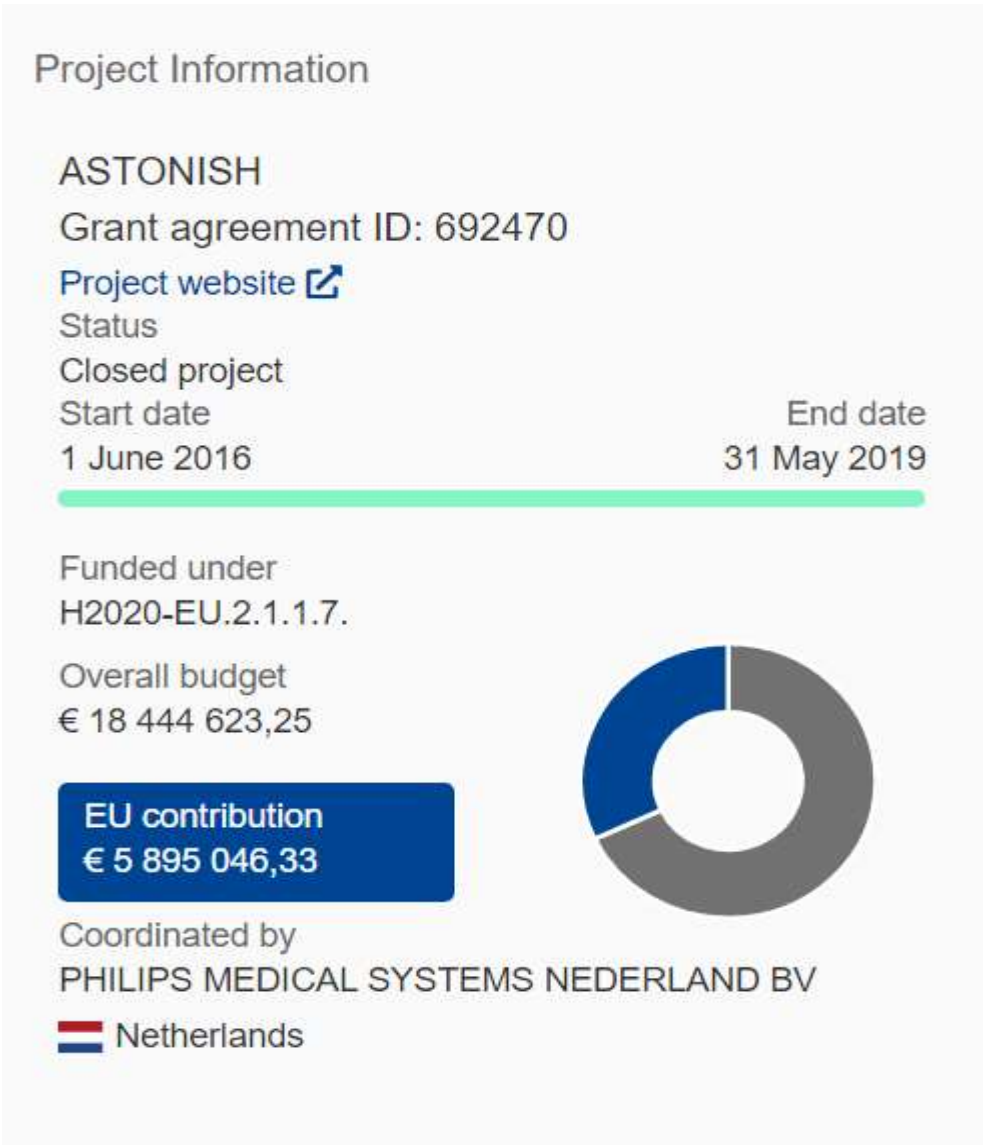 Project Information
ASTONISH
Grant agreement ID: 692470
Project website
Status
Closed project
Start date
End date
1 June 2016
31 May 2019
Funded under
H2020-EU.2.1.1.7.
Overall budget
€ 18 444 623,25
EU contribution
€ 5 895 046,33
Coordinated by
PHILIPS MEDICAL SYSTEMS NEDERLAND BV
Netherlands